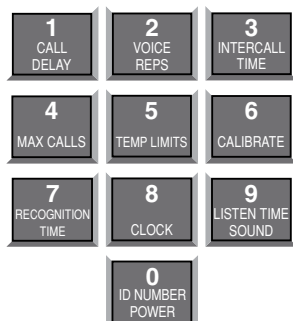 1
CALL
DELAY
2
VOICE
REPS
3
INTERCALL
TIME
4
MAX CALLS
5
TEMP LIMITS
6
CALIBRATE
7
RECOGNITION
TIME
8
CLOCK
9
LISTEN TIME
SOUND
0
ID NUMBER
POWER